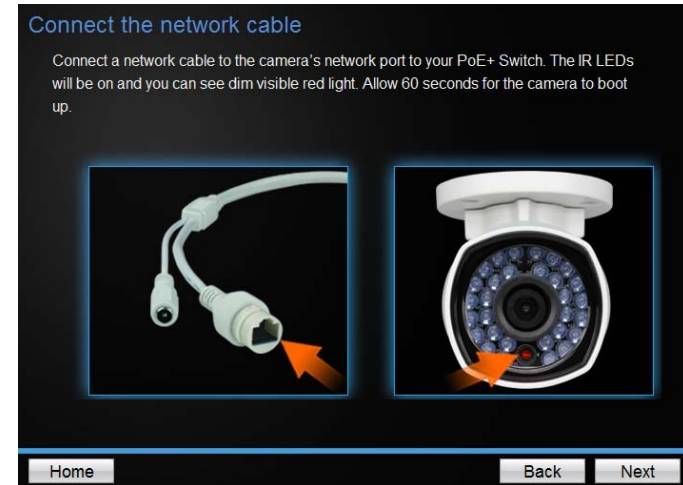 Connect the network cable
Connect a network cable to the camera's network port to your PoE+ Switch. The IR LEDs
will be on and you can see dim visible red light. Allow 60 seconds for the camera to boot
up.
Home
Back
Next